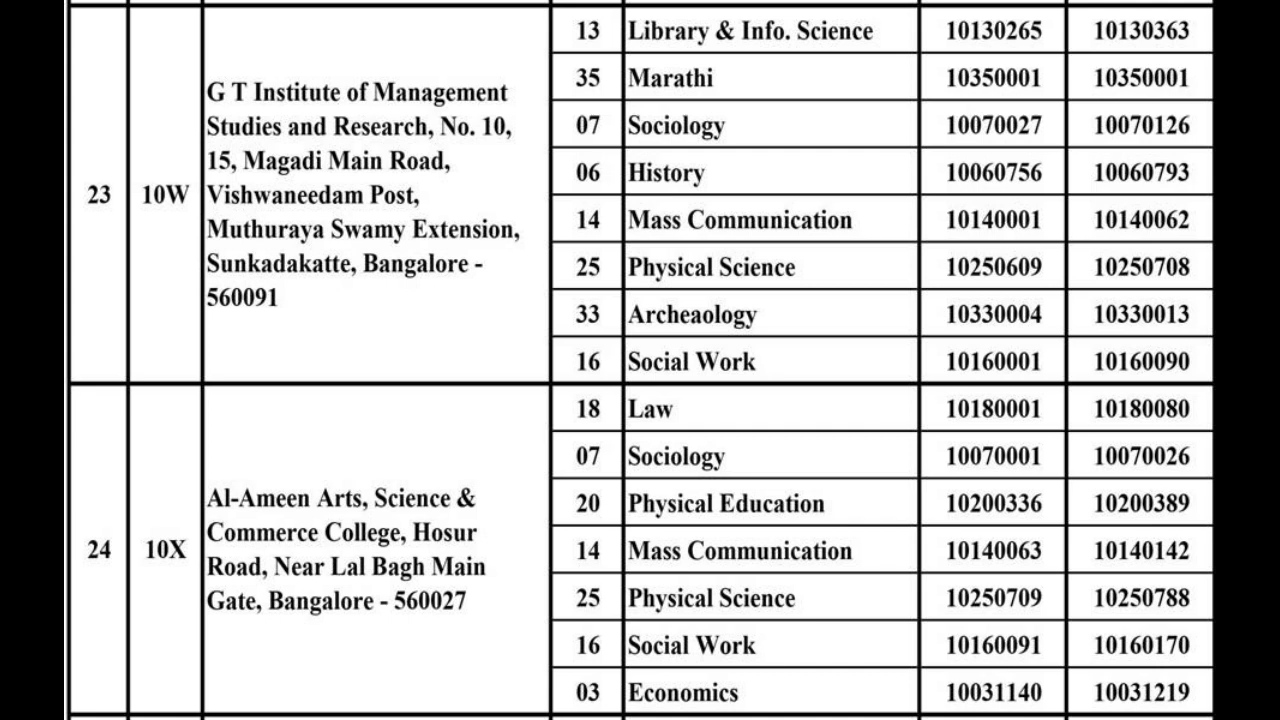 13 Library & Info. Science 10130265 10130363
35 Marathi 10350001 10350001
07 Sociology 10070027 10070126
06 History 10060756 10060793
14 Mass Communication 10140001 10140062
25 Physical Science 10250609 10250708
33 Archeaology 10330004 10330013
16 Social Work 10160001 10160090
23 10W
G T Institute of Management
Studies and Research, No. 10,
15, Magadi Main Road,
Vishwaneedam Post,
Muthuraya Swamy Extension,
Sunkadakatte, Bangalore -
560091
18 Law 10180001 10180080
07 Sociology 10070001 10070026
20 Physical Education 10200336 10200389
14 Mass Communication 10140063 10140142
25 Physical Science 10250709 10250788
16 Social Work 10160091 10160170
03 Economics 10031140 10031219
24 10X
Al-Ameen Arts, Science &
Commerce College, Hosur
Road, Near Lal Bagh Main
Gate, Bangalore - 560027